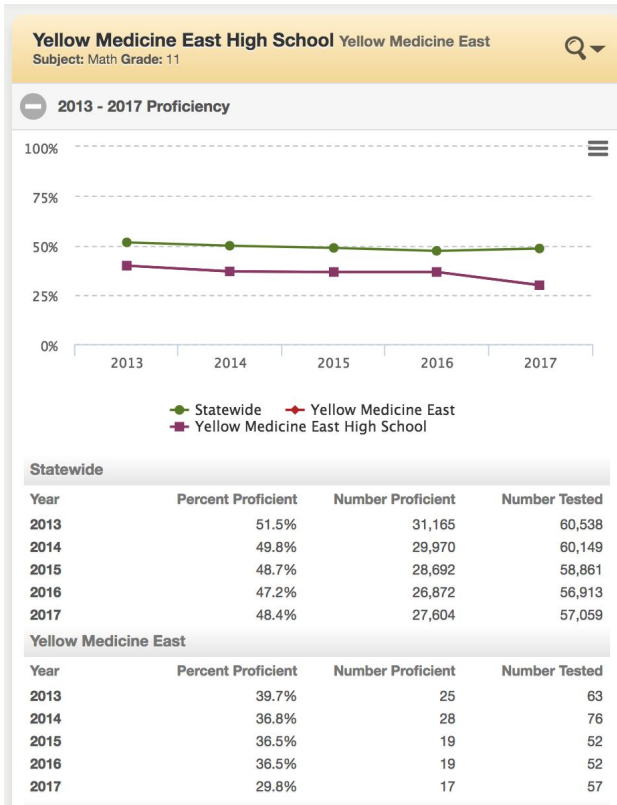 Yellow Medicine East High School Yellow Medicine East
Subject: Math Grade: 11
2013 - 2017 Proficiency
100%
75%
50%
25%
0%
2013 2014 2015 2016 2017
Statewide Yellow Medicine East
Yellow Medicine East High School
Statewide
Year Percent Proficient Number Proficient Number Tested
2013 51.5% 31,165 60,538
2014 49.8% 29,970 60,149
2015 48.7% 28,692 58,861
2016 47.2% 26,872 56,913
2017 48.4% 27,604 57,059
Yellow Medicine East
Year Percent Proficient Number Proficient Number Tested
2013 39.7% 25 63
2014 36.8% 28 76
2015 36.5% 19 52
2016 36.5% 19 52
2017 29.8% 17 57